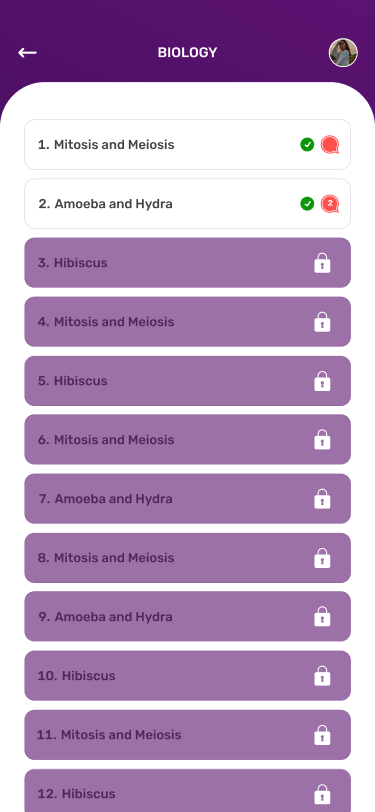 BIOLOGY
1. Mitosis and Meiosis
2. Amoeba and Hydra 2
3. Hibiscus
4. Mitosis and Meiosis
5. Hibiscus
6. Mitosis and Meiosis
7. Amoeba and Hydra
8. Mitosis and Meiosis
9. Amoeba and Hydra
10. Hibiscus
11. Mitosis and Meiosis
12. Hibiscus